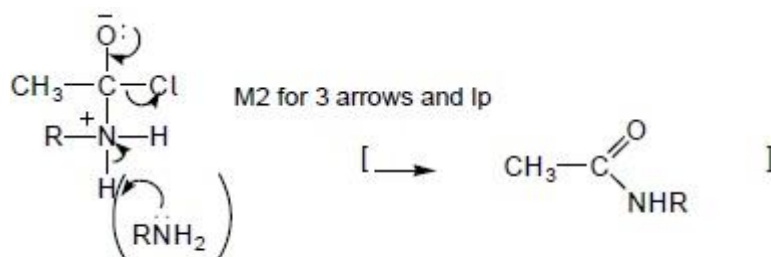 –
O:
CH₃—C—Cl
M2 for 3 arrows and lp
+
R—N—H
H
RNH₂
[ → CH₃—C=O ]
NHR